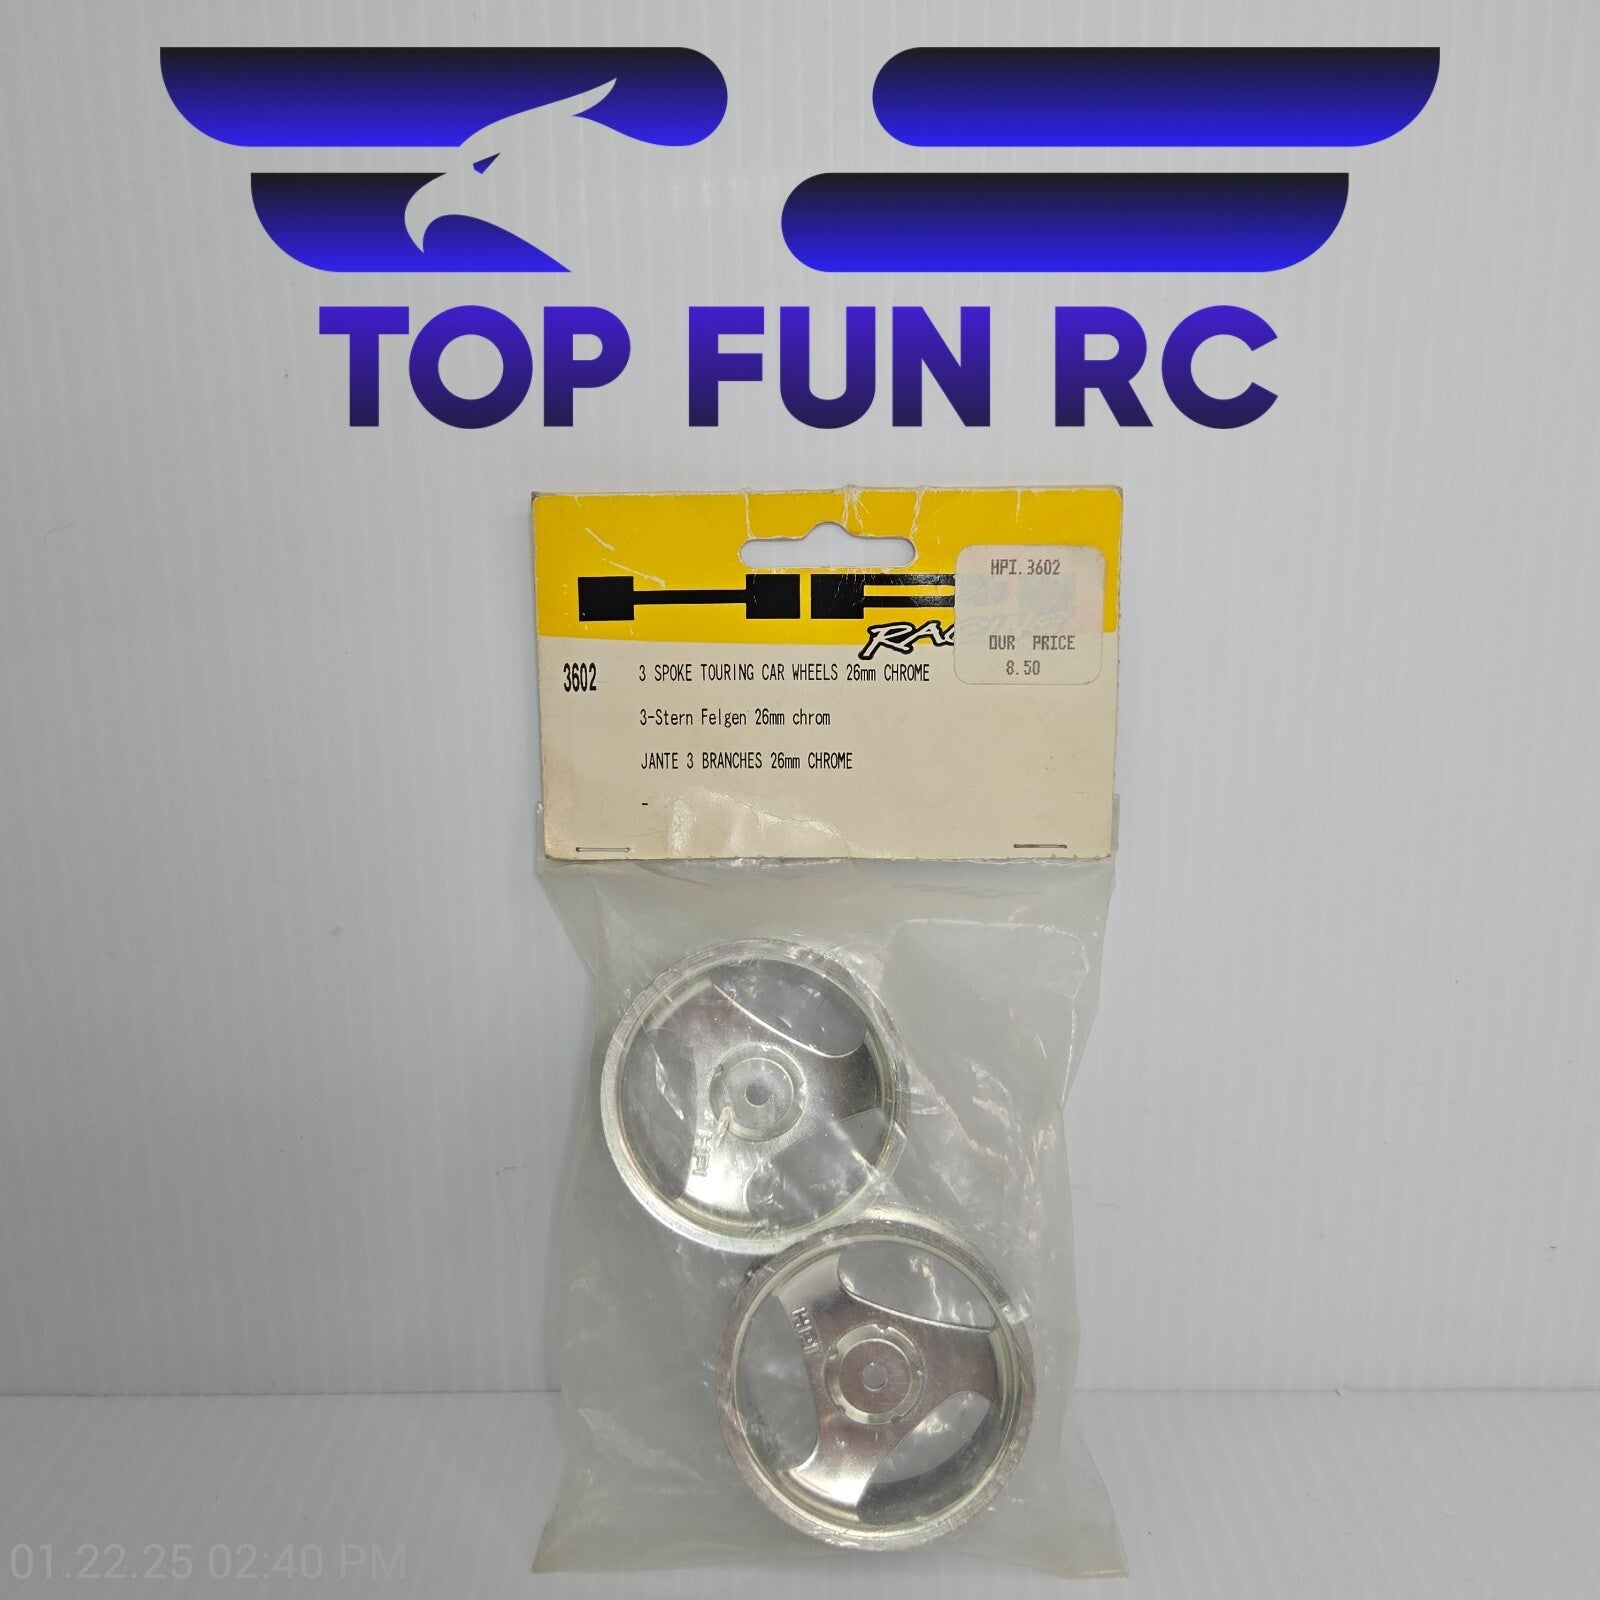 TOP FUN RC
HPI.3602
OUR PRICE
8.50
RAC
3602
3 SPOKE TOURING CAR WHEELS 26mm CHROME
3-Stern Felgen 26mm chrom
JANTE 3 BRANCHES 26mm CHROME
-
HPI
HPI
01.22.25 02:40 PM